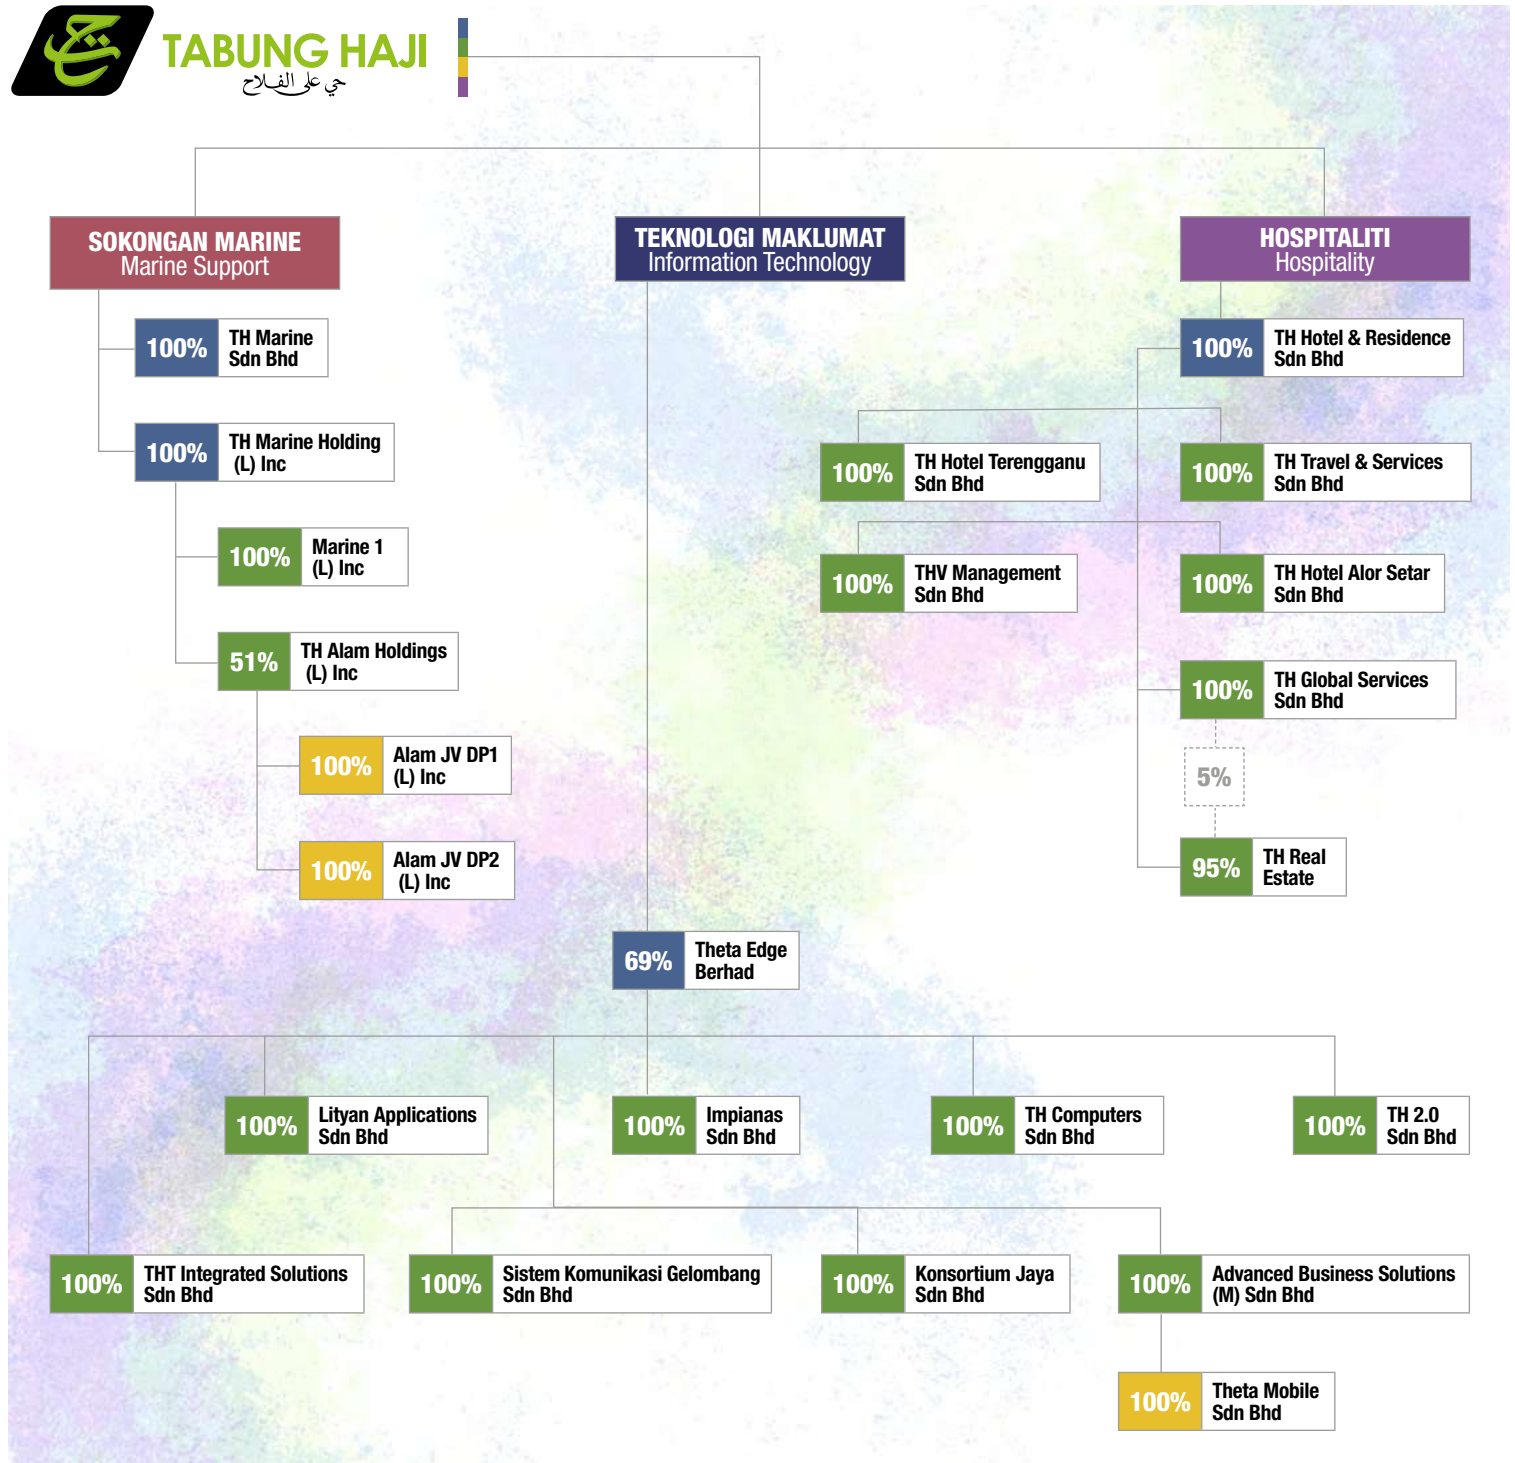 TABUNG HAJI
حي على الفلاح
SOKONGAN MARINE
Marine Support
100%
TH Marine
Sdn Bhd
100%
TH Marine Holding
(L) Inc
100%
Marine 1
(L) Inc
51%
TH Alam Holdings
(L) Inc
100%
Alam JV DP1
(L) Inc
100%
Alam JV DP2
(L) Inc
TEKNOLOGI MAKLUMAT
Information Technology
HOSPITALITI
Hospitality
100%
TH Hotel & Residence
Sdn Bhd
100%
TH Hotel Terengganu
Sdn Bhd
100%
TH Travel & Services
Sdn Bhd
100%
THV Management
Sdn Bhd
100%
TH Hotel Alor Setar
Sdn Bhd
100%
TH Global Services
Sdn Bhd
5%
95%
TH Real
Estate
69%
Theta Edge
Berhad
100%
Lityan Applications
Sdn Bhd
100%
Impianas
Sdn Bhd
100%
TH Computers
Sdn Bhd
100%
TH 2.0
Sdn Bhd
100%
THT Integrated Solutions
Sdn Bhd
100%
Sistem Komunikasi Gelombang
Sdn Bhd
100%
Konsortium Jaya
Sdn Bhd
100%
Advanced Business Solutions
(M) Sdn Bhd
100%
Theta Mobile
Sdn Bhd